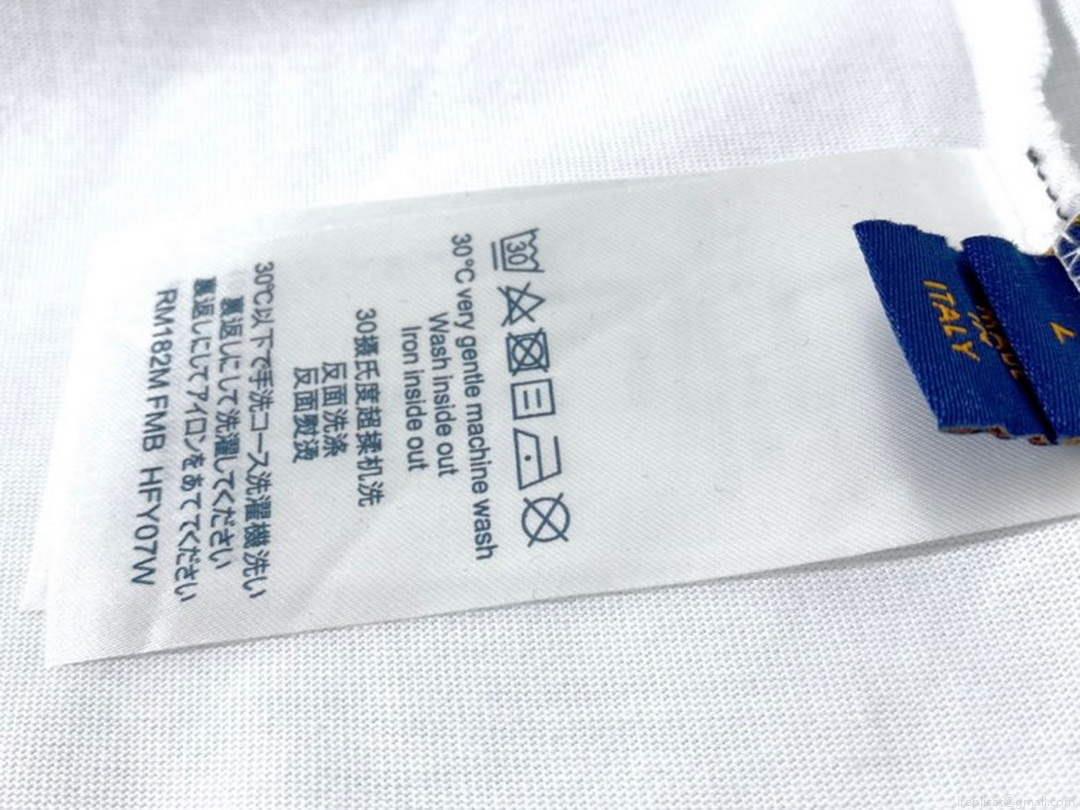 30
30°C very gentle machine wash
Wash inside out
Iron inside out
30摄氏度超揉机洗
反面洗涤
反面熨烫
30℃以下で手洗コース洗濯機洗い
裏返しにして洗濯してください
裏返しにしてアイロンをあててください
RM182M FMB HFY07W
ITALY